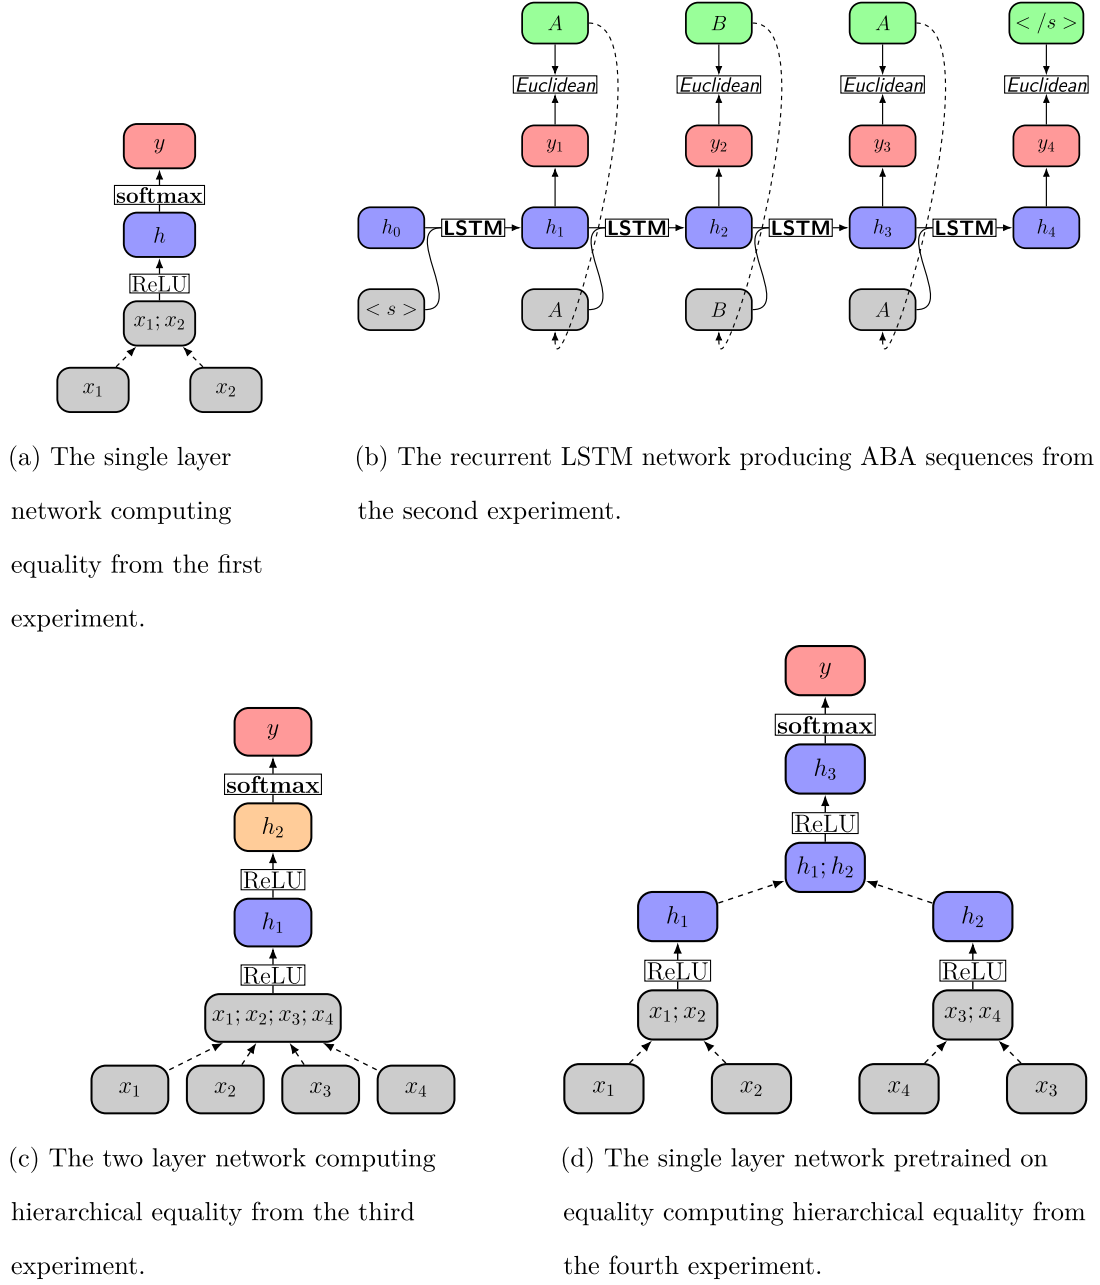 y
softmax
h
ReLU
x₁; x₂
x₁ x₂
(a) The single layer
network computing
equality from the first
experiment.
A B A < /s >
Euclidean Euclidean Euclidean Euclidean
y₁ y₂ y₃ y₄
h₀ LSTM h₁ LSTM h₂ LSTM h₃ LSTM h₄
< s > A B A
(b) The recurrent LSTM network producing ABA sequences from
the second experiment.
y
softmax
h₂
ReLU
h₁
ReLU
x₁; x₂; x₃; x₄
x₁ x₂ x₃ x₄
(c) The two layer network computing
hierarchical equality from the third
experiment.
y
softmax
h₃
ReLU
h₁; h₂
h₁ h₂
ReLU ReLU
x₁; x₂ x₃; x₄
x₁ x₂ x₄ x₃
(d) The single layer network pretrained on
equality computing hierarchical equality from
the fourth experiment.